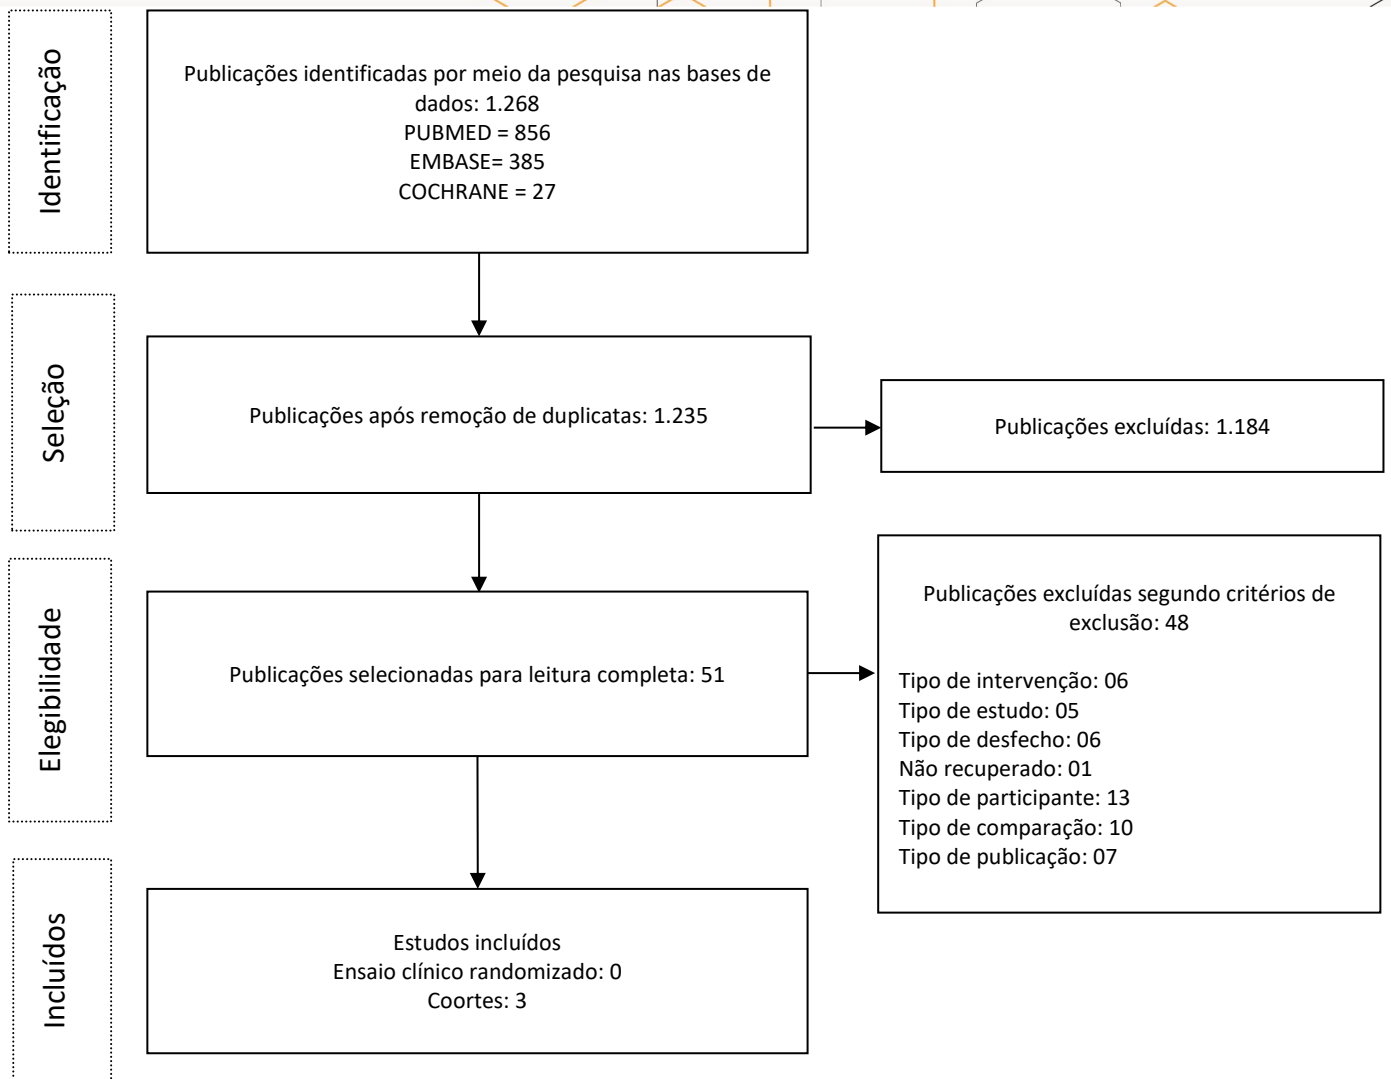 Identificação
Publicações identificadas por meio da pesquisa nas bases de
dados: 1.268
PUBMED = 856
EMBASE= 385
COCHRANE = 27
Seleção
Publicações após remoção de duplicatas: 1.235
Publicações excluídas: 1.184
Elegibilidade
Publicações selecionadas para leitura completa: 51
Publicações excluídas segundo critérios de
exclusão: 48
Tipo de intervenção: 06
Tipo de estudo: 05
Tipo de desfecho: 06
Não recuperado: 01
Tipo de participante: 13
Tipo de comparação: 10
Tipo de publicação: 07
Incluídos
Estudos incluídos
Ensaio clínico randomizado: 0
Coortes: 3